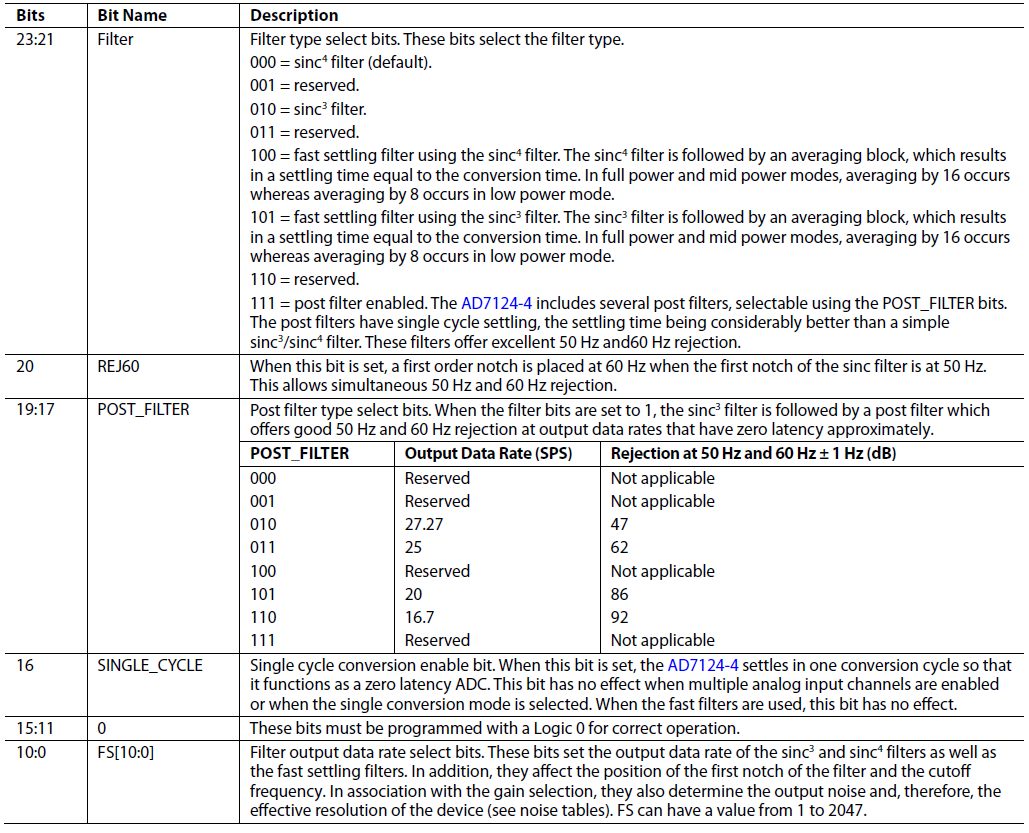 Bits Bit Name Description
23:21 Filter Filter type select bits. These bits select the filter type.
000 = sinc⁴ filter (default).
001 = reserved.
010 = sinc³ filter.
011 = reserved.
100 = fast settling filter using the sinc⁴ filter. The sinc⁴ filter is followed by an averaging block, which results
in a settling time equal to the conversion time. In full power and mid power modes, averaging by 16 occurs
whereas averaging by 8 occurs in low power mode.
101 = fast settling filter using the sinc³ filter. The sinc³ filter is followed by an averaging block, which results
in a settling time equal to the conversion time. In full power and mid power modes, averaging by 16 occurs
whereas averaging by 8 occurs in low power mode.
110 = reserved.
111 = post filter enabled. The AD7124-4 includes several post filters, selectable using the POST_FILTER bits.
The post filters have single cycle settling, the settling time being considerably better than a simple
sinc³/sinc⁴ filter. These filters offer excellent 50 Hz and60 Hz rejection.
20 REJ60 When this bit is set, a first order notch is placed at 60 Hz when the first notch of the sinc filter is at 50 Hz.
This allows simultaneous 50 Hz and 60 Hz rejection.
19:17 POST_FILTER Post filter type select bits. When the filter bits are set to 1, the sinc³ filter is followed by a post filter which
offers good 50 Hz and 60 Hz rejection at output data rates that have zero latency approximately.
POST_FILTER Output Data Rate (SPS) Rejection at 50 Hz and 60 Hz ± 1 Hz (dB)
000 Reserved Not applicable
001 Reserved Not applicable
010 27.27 47
011 25 62
100 Reserved Not applicable
101 20 86
110 16.7 92
111 Reserved Not applicable
16 SINGLE_CYCLE Single cycle conversion enable bit. When this bit is set, the AD7124-4 settles in one conversion cycle so that
it functions as a zero latency ADC. This bit has no effect when multiple analog input channels are enabled
or when the single conversion mode is selected. When the fast filters are used, this bit has no effect.
15:11 0 These bits must be programmed with a Logic 0 for correct operation.
10:0 FS[10:0] Filter output data rate select bits. These bits set the output data rate of the sinc³ and sinc⁴ filters as well as
the fast settling filters. In addition, they affect the position of the first notch of the filter and the cutoff
frequency. In association with the gain selection, they also determine the output noise and, therefore, the
effective resolution of the device (see noise tables). FS can have a value from 1 to 2047.